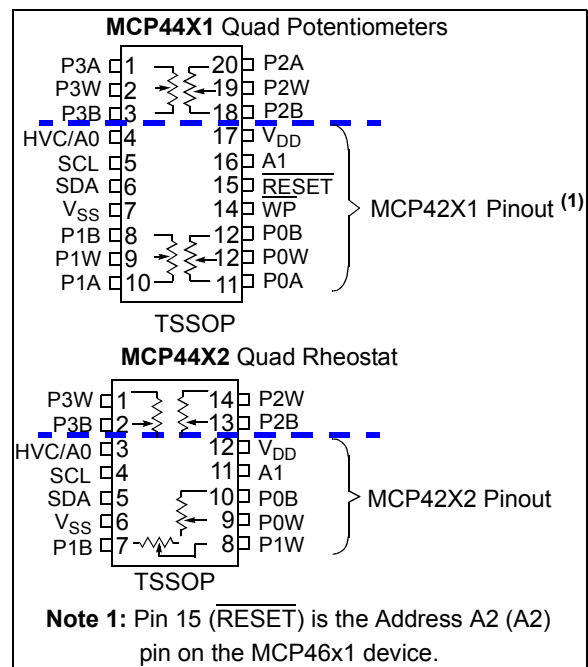 MCP44X1 Quad Potentiometers
P3A 1 20 P2A
P3W 2 19 P2W
P3B 3 18 P2B
HVC/A0 4 17 VDD
SCL 5 16 A1
SDA 6 15 RESET
VSS 7 14 WP
P1B 8 12 P0B
P1W 9 12 P0W
P1A 10 11 P0A
MCP42X1 Pinout (1)
TSSOP
MCP44X2 Quad Rheostat
P3W 1 14 P2W
P3B 2 13 P2B
HVC/A0 3 12 VDD
SCL 4 11 A1
SDA 5 10 P0B
VSS 6 9 P0W
P1B 7 8 P1W
MCP42X2 Pinout
TSSOP
Note 1: Pin 15 (RESET) is the Address A2 (A2)
pin on the MCP46x1 device.